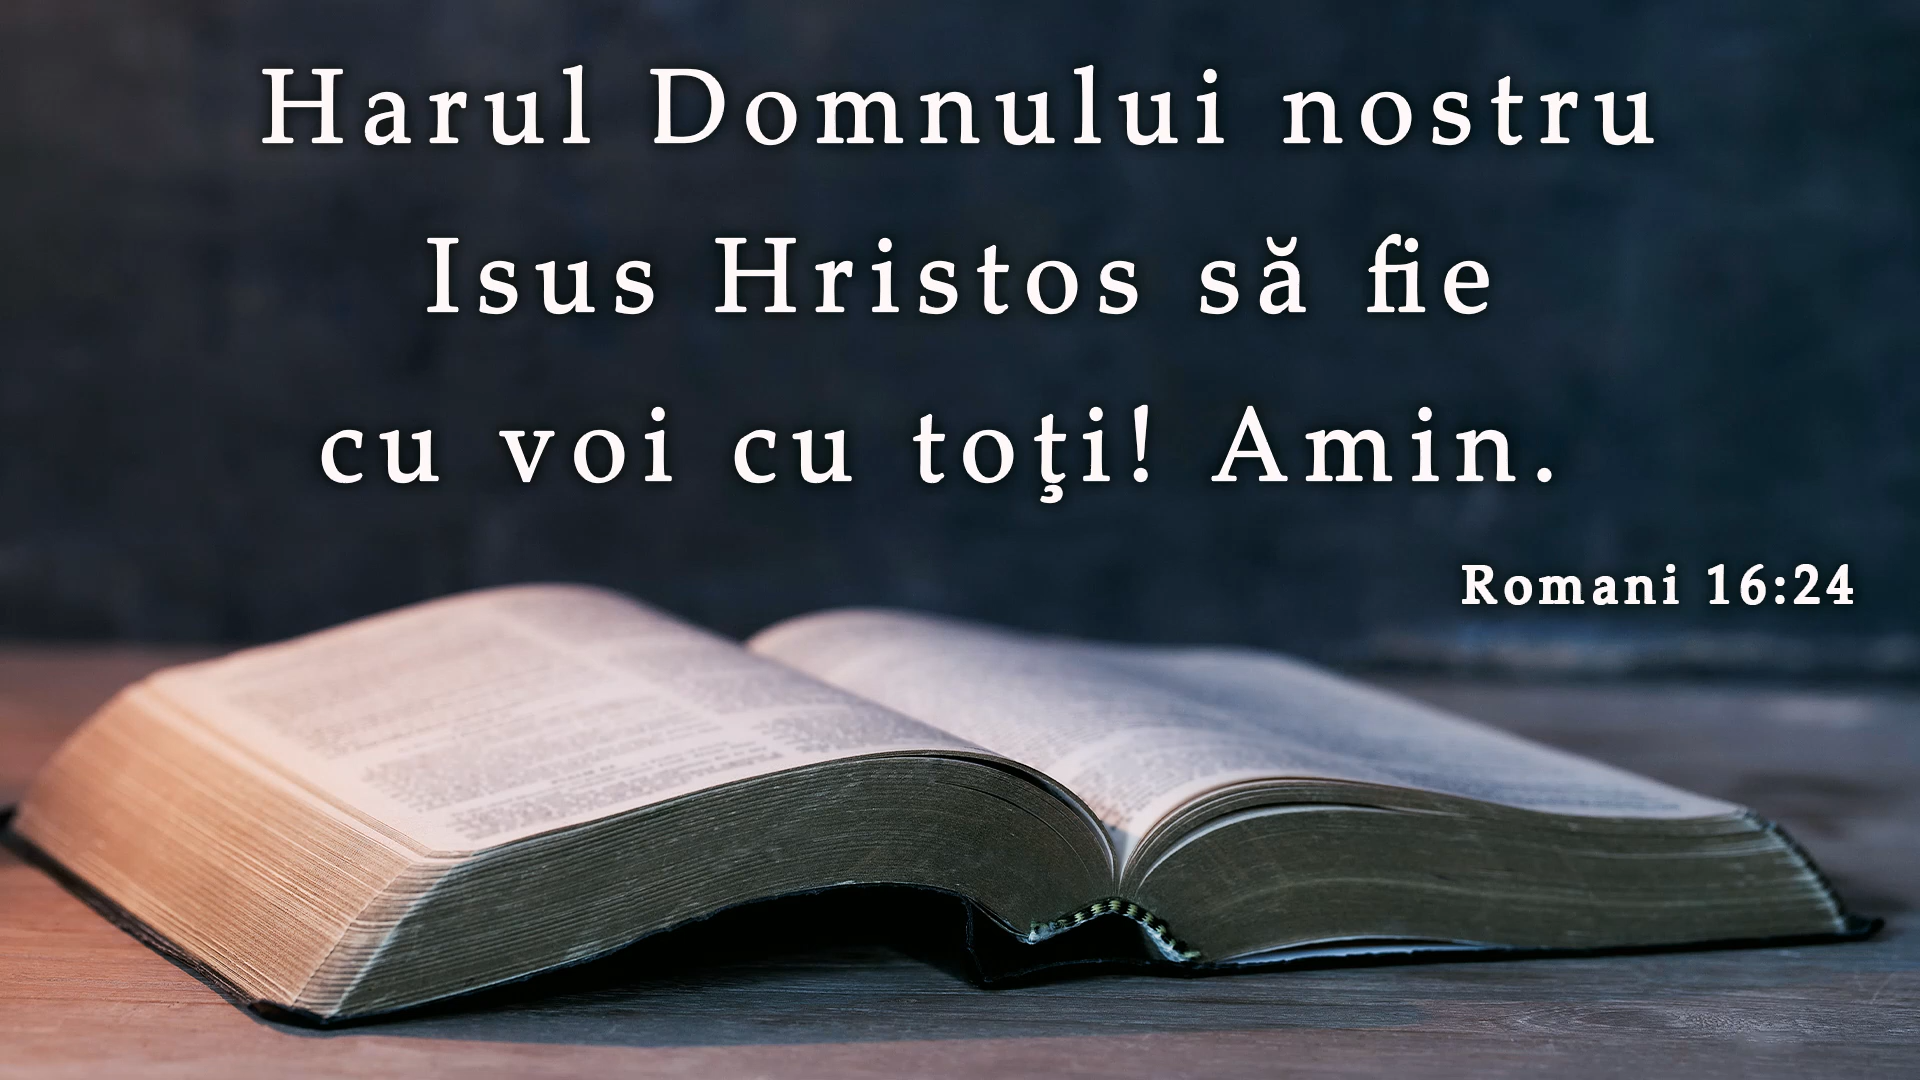 Harul Domnului nostru
Isus Hristos să fie
cu voi cu toţi! Amin.
Romani 16:24